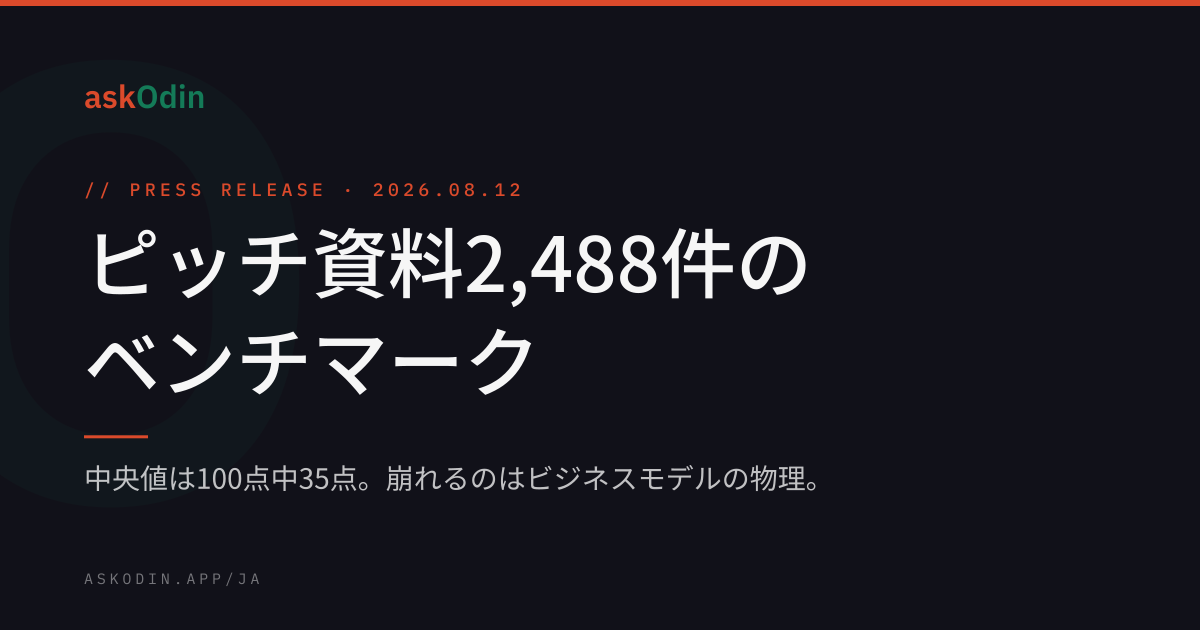 askOdin
// PRESS RELEASE · 2026.08.12
ピッチ資料2,488件の
ベンチマーク
中央値は100点中35点。崩れるのはビジネスモデルの物理。
ASKODIN.APP/JA